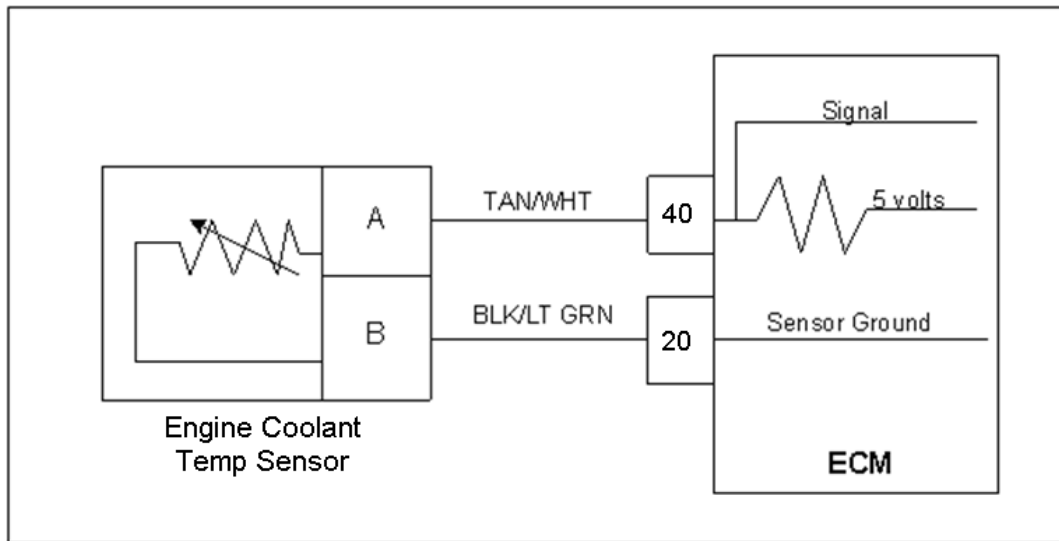 Signal
5 volts
A
TAN/WHT
40
B
BLK/LT GRN
20
Sensor Ground
Engine Coolant
Temp Sensor
ECM